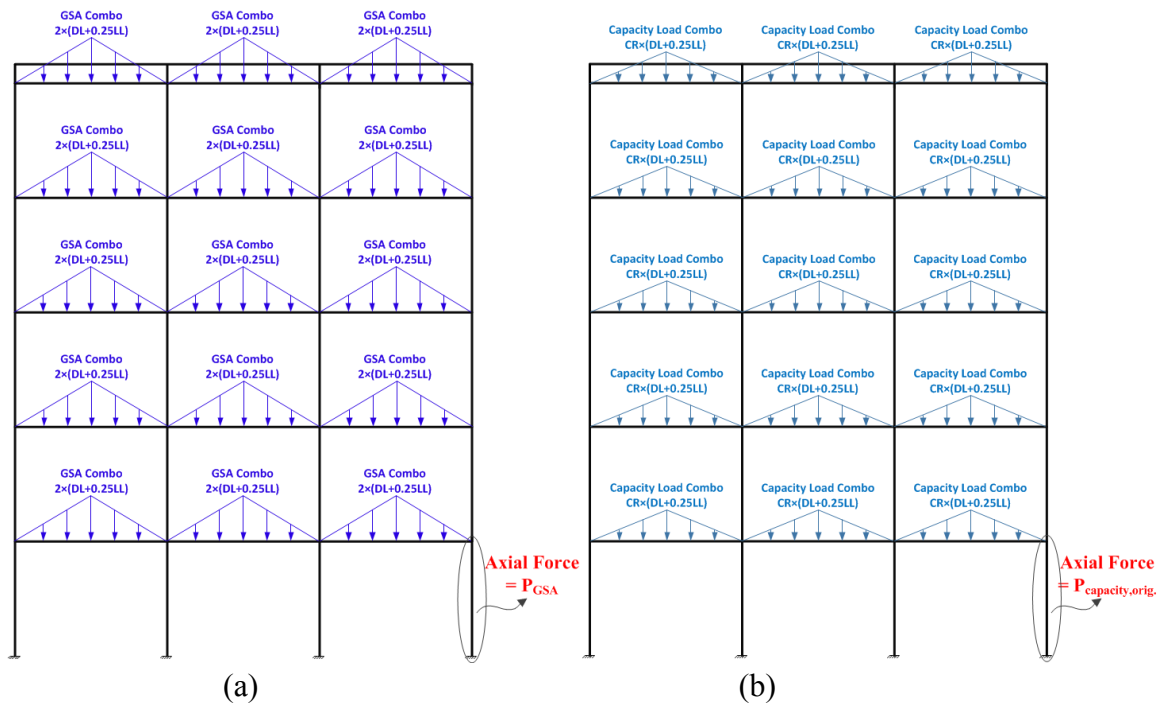 GSA Combo GSA Combo GSA Combo
2×(DL+0.25LL) 2×(DL+0.25LL) 2×(DL+0.25LL)
GSA Combo GSA Combo GSA Combo
2×(DL+0.25LL) 2×(DL+0.25LL) 2×(DL+0.25LL)
GSA Combo GSA Combo GSA Combo
2×(DL+0.25LL) 2×(DL+0.25LL) 2×(DL+0.25LL)
GSA Combo GSA Combo GSA Combo
2×(DL+0.25LL) 2×(DL+0.25LL) 2×(DL+0.25LL)
GSA Combo GSA Combo GSA Combo
2×(DL+0.25LL) 2×(DL+0.25LL) 2×(DL+0.25LL)
Axial Force
= PGSA
(a)
Capacity Load Combo Capacity Load Combo Capacity Load Combo
CR×(DL+0.25LL) CR×(DL+0.25LL) CR×(DL+0.25LL)
Capacity Load Combo Capacity Load Combo Capacity Load Combo
CR×(DL+0.25LL) CR×(DL+0.25LL) CR×(DL+0.25LL)
Capacity Load Combo Capacity Load Combo Capacity Load Combo
CR×(DL+0.25LL) CR×(DL+0.25LL) CR×(DL+0.25LL)
Capacity Load Combo Capacity Load Combo Capacity Load Combo
CR×(DL+0.25LL) CR×(DL+0.25LL) CR×(DL+0.25LL)
Capacity Load Combo Capacity Load Combo Capacity Load Combo
CR×(DL+0.25LL) CR×(DL+0.25LL) CR×(DL+0.25LL)
Axial Force
= Pcapacity,orig.
(b)